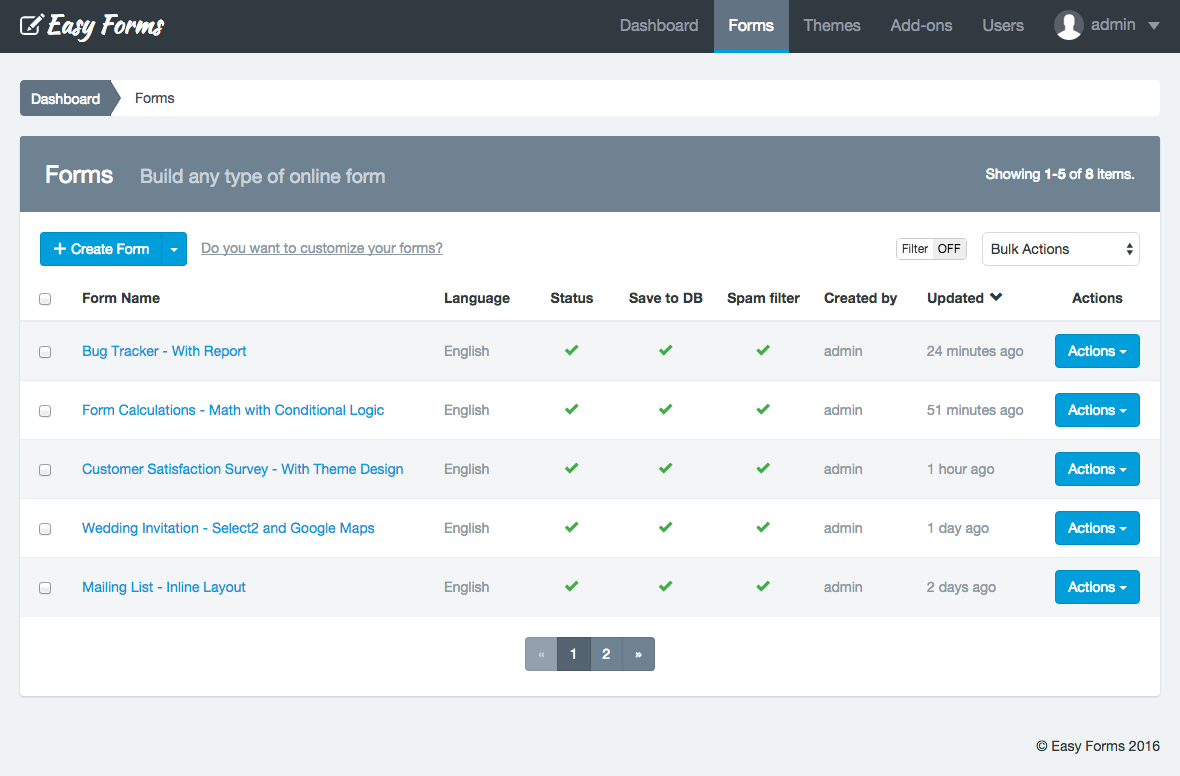 Easy Forms Dashboard Forms Themes Add-ons Users admin
Dashboard Forms
Forms Build any type of online form Showing 1-5 of 8 items.
+ Create Form Do you want to customize your forms? Filter OFF Bulk Actions
Form Name Language Status Save to DB Spam filter Created by Updated Actions
Bug Tracker - With Report English admin 24 minutes ago Actions
Form Calculations - Math with Conditional Logic English admin 51 minutes ago Actions
Customer Satisfaction Survey - With Theme Design English admin 1 hour ago Actions
Wedding Invitation - Select2 and Google Maps English admin 1 day ago Actions
Mailing List - Inline Layout English admin 2 days ago Actions
« 1 2 »
© Easy Forms 2016